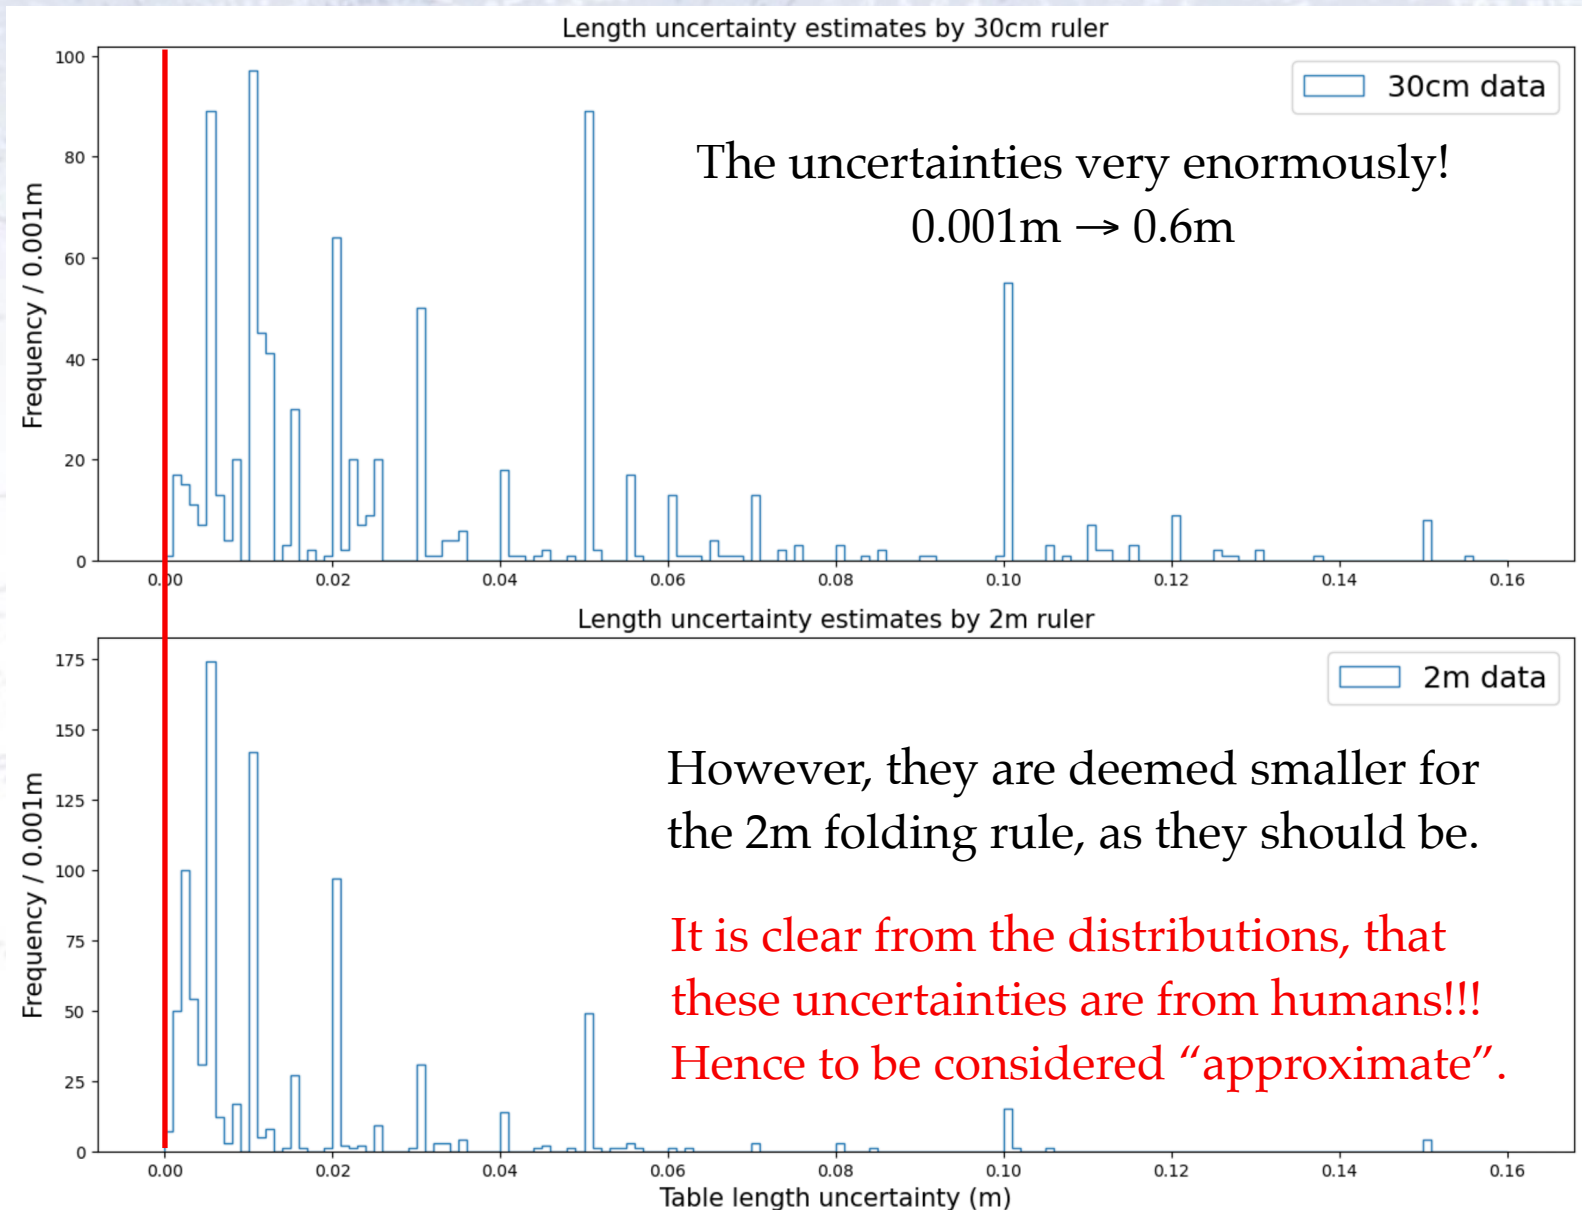 Length uncertainty estimates by 30cm ruler
30cm data
The uncertainties very enormously!
0.001m → 0.6m
Frequency / 0.001m
100
80
60
40
20
0
0.00 0.02 0.04 0.06 0.08 0.10 0.12 0.14 0.16
Length uncertainty estimates by 2m ruler
2m data
However, they are deemed smaller for
the 2m folding rule, as they should be.
It is clear from the distributions, that
these uncertainties are from humans!!!
Hence to be considered “approximate”.
Frequency / 0.001m
175
150
125
100
75
50
25
0
0.00 0.02 0.04 0.06 0.08 0.10 0.12 0.14 0.16
Table length uncertainty (m)